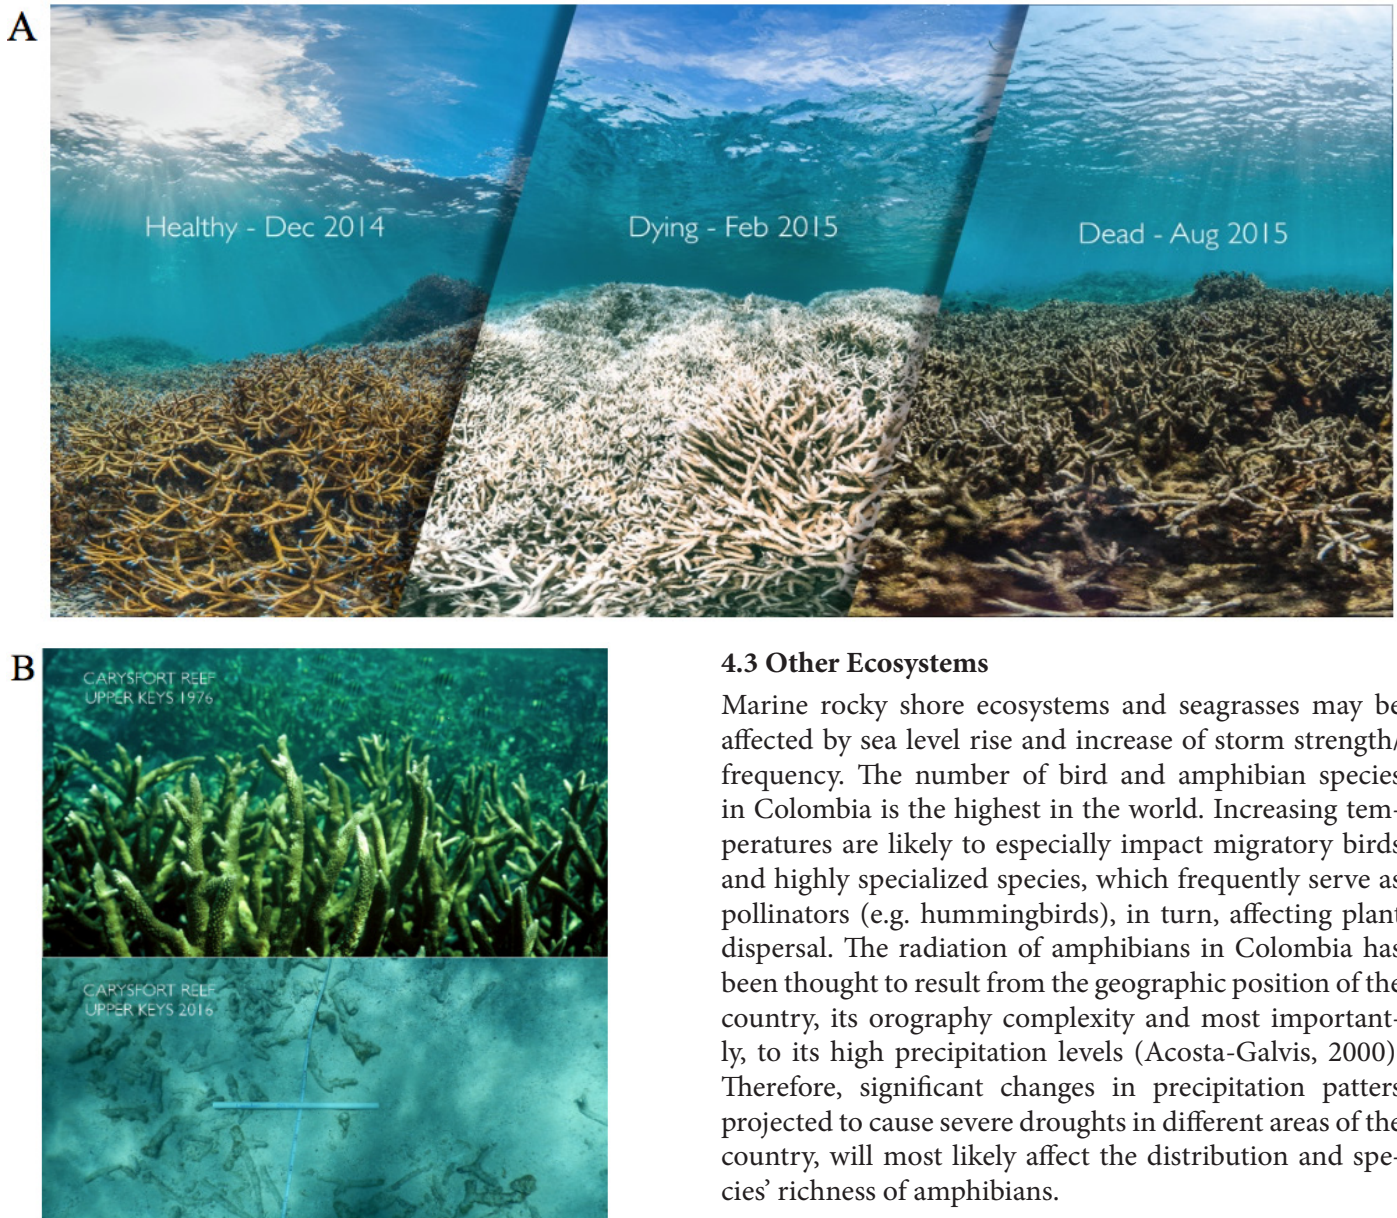 A
Healthy - Dec 2014
Dying - Feb 2015
Dead - Aug 2015
B
CARYSFORT REEF
UPPER KEYS 1976
CARYSFORT REEF
UPPER KEYS 2016
4.3 Other Ecosystems
Marine rocky shore ecosystems and seagrasses may be
affected by sea level rise and increase of storm strength/
frequency. The number of bird and amphibian species
in Colombia is the highest in the world. Increasing tem-
peratures are likely to especially impact migratory birds
and highly specialized species, which frequently serve as
pollinators (e.g. hummingbirds), in turn, affecting plant
dispersal. The radiation of amphibians in Colombia has
been thought to result from the geographic position of the
country, its orography complexity and most important-
ly, to its high precipitation levels (Acosta-Galvis, 2000)
Therefore, significant changes in precipitation patters
projected to cause severe droughts in different areas of the
country, will most likely affect the distribution and spe-
cies’ richness of amphibians.